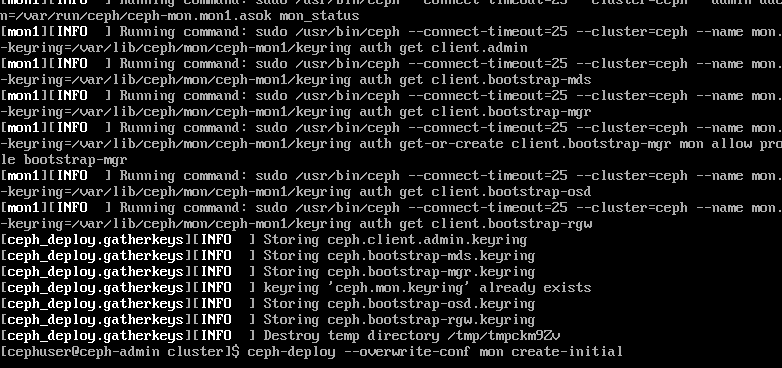 [mon1][INFO  ] Running command: sudo /usr/bin/ceph --connect-timeout=25 --cluster=ceph --admin-dae
n=/var/run/ceph/ceph-mon.mon1.asok mon_status
[mon1][INFO  ] Running command: sudo /usr/bin/ceph --connect-timeout=25 --cluster=ceph --name mon.
-keyring=/var/lib/ceph/mon/ceph-mon1/keyring auth get client.admin
[mon1][INFO  ] Running command: sudo /usr/bin/ceph --connect-timeout=25 --cluster=ceph --name mon.
-keyring=/var/lib/ceph/mon/ceph-mon1/keyring auth get client.bootstrap-mds
[mon1][INFO  ] Running command: sudo /usr/bin/ceph --connect-timeout=25 --cluster=ceph --name mon.
-keyring=/var/lib/ceph/mon/ceph-mon1/keyring auth get client.bootstrap-mgr
[mon1][INFO  ] Running command: sudo /usr/bin/ceph --connect-timeout=25 --cluster=ceph --name mon.
-keyring=/var/lib/ceph/mon/ceph-mon1/keyring auth get-or-create client.bootstrap-mgr mon allow pro
le bootstrap-mgr
[mon1][INFO  ] Running command: sudo /usr/bin/ceph --connect-timeout=25 --cluster=ceph --name mon.
-keyring=/var/lib/ceph/mon/ceph-mon1/keyring auth get client.bootstrap-osd
[mon1][INFO  ] Running command: sudo /usr/bin/ceph --connect-timeout=25 --cluster=ceph --name mon.
-keyring=/var/lib/ceph/mon/ceph-mon1/keyring auth get client.bootstrap-rgw
[ceph_deploy.gatherkeys][INFO  ] Storing ceph.client.admin.keyring
[ceph_deploy.gatherkeys][INFO  ] Storing ceph.bootstrap-mds.keyring
[ceph_deploy.gatherkeys][INFO  ] Storing ceph.bootstrap-mgr.keyring
[ceph_deploy.gatherkeys][INFO  ] keyring 'ceph.mon.keyring' already exists
[ceph_deploy.gatherkeys][INFO  ] Storing ceph.bootstrap-osd.keyring
[ceph_deploy.gatherkeys][INFO  ] Storing ceph.bootstrap-rgw.keyring
[ceph_deploy.gatherkeys][INFO  ] Destroy temp directory /tmp/tmpckm9Zv
[cephuser@ceph-admin cluster]$ ceph-deploy --overwrite-conf mon create-initial